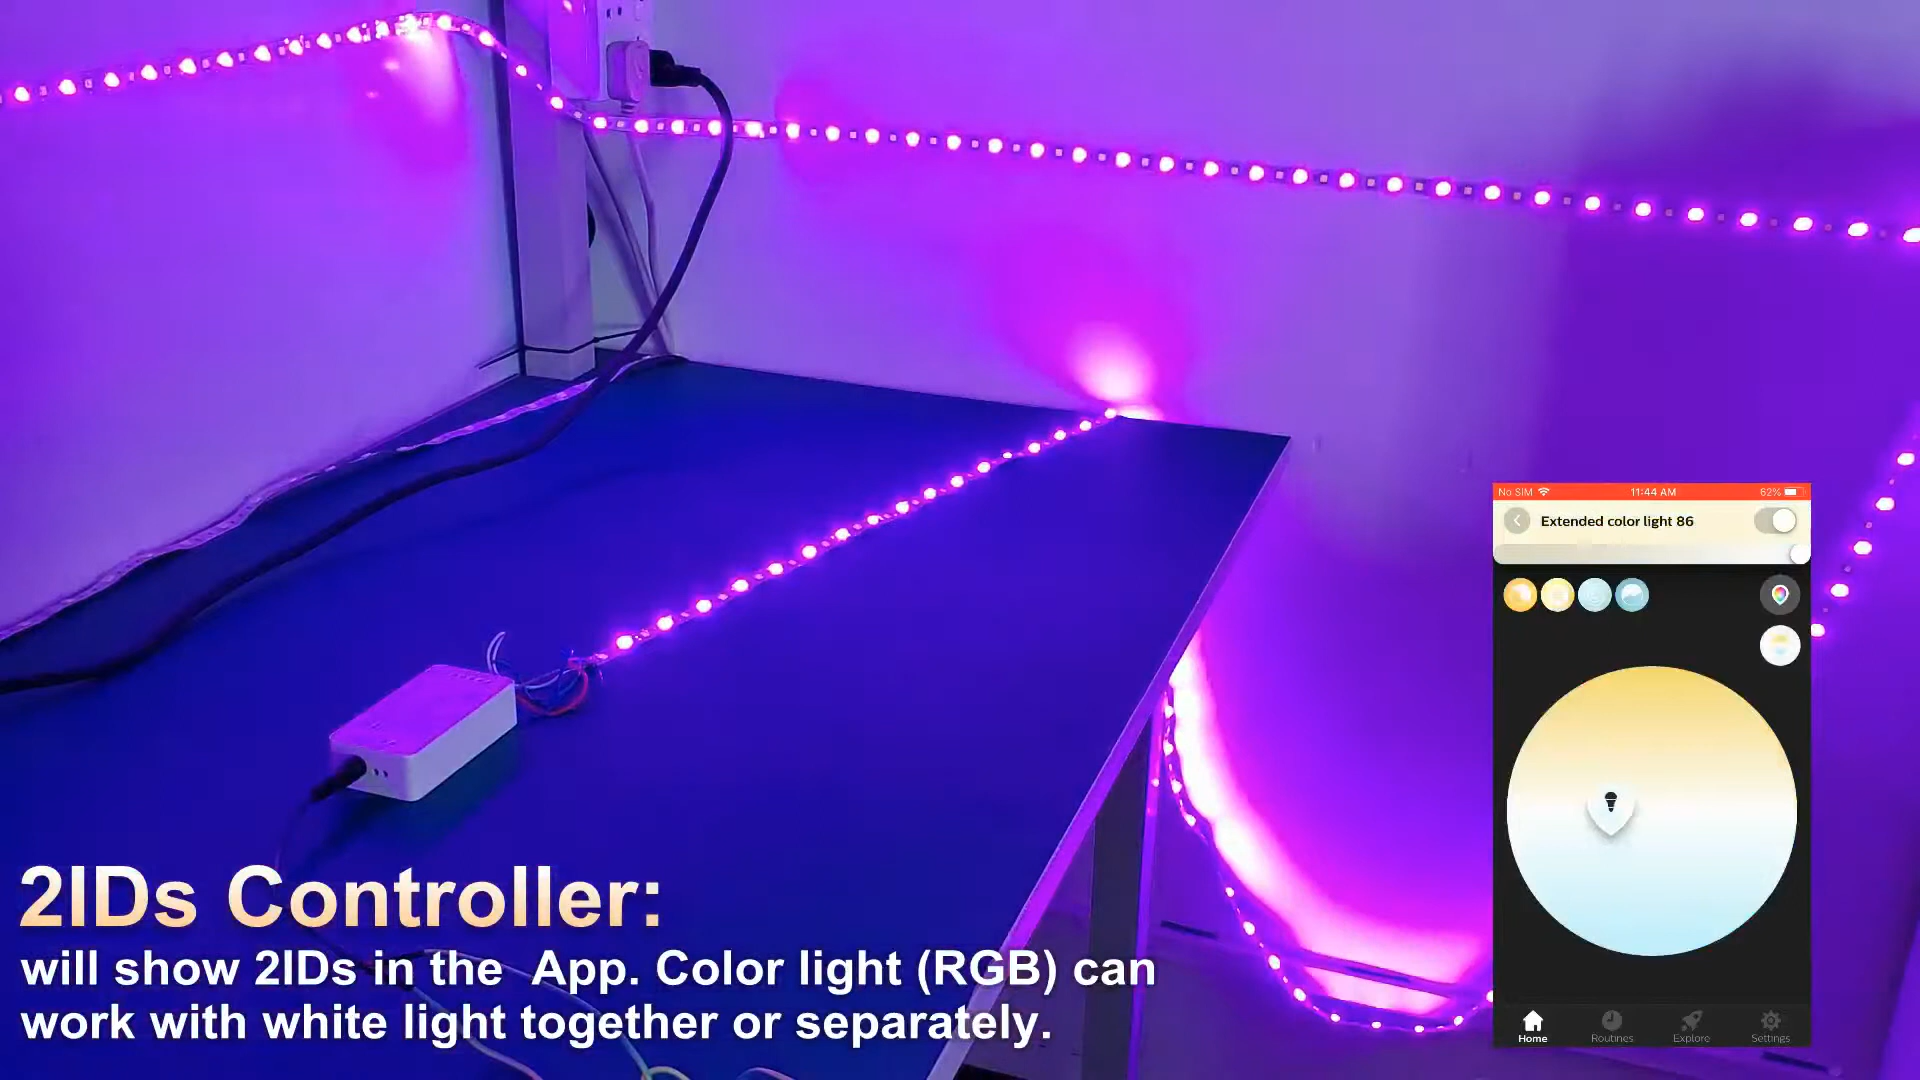 No SIM 11:44 AM 62%
Extended color light 86
2IDs Controller:
will show 2IDs in the App. Color light (RGB) can
work with white light together or separately.
Home Routines Explore Settings